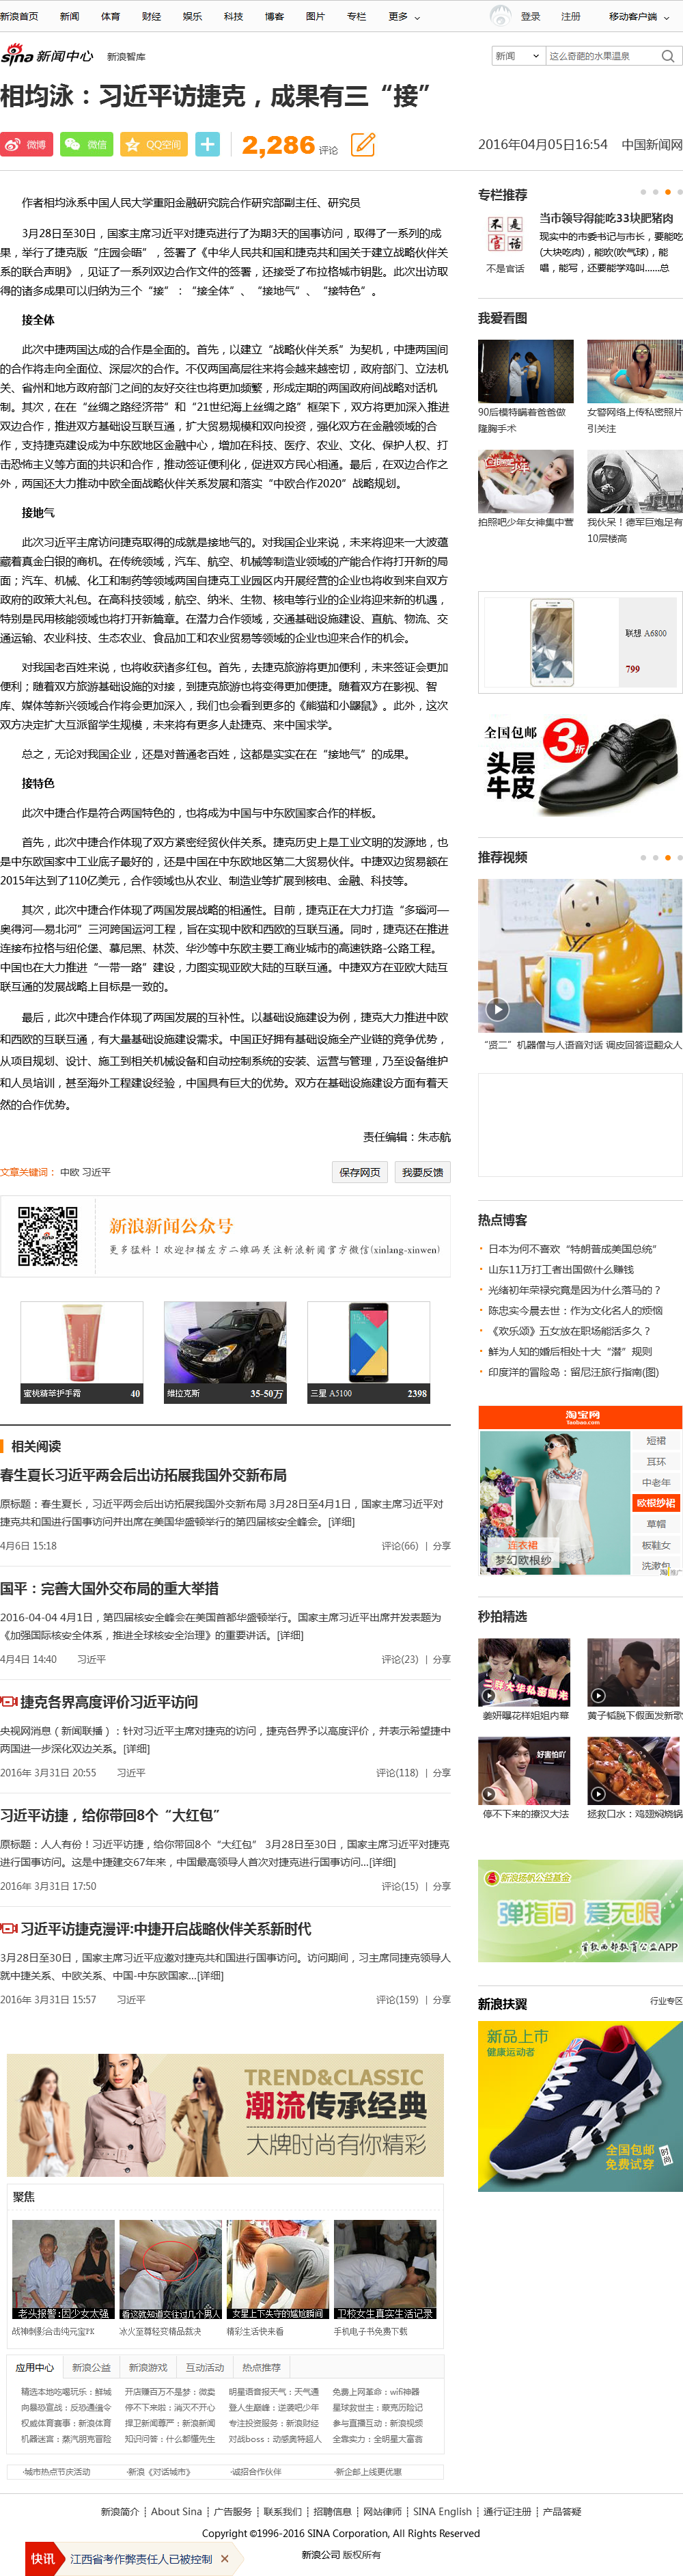 新浪首页 新闻 体育 财经 娱乐 科技 博客 图片 专栏 更多 登录 注册 移动客户端
sina 新闻中心 新浪智库 新闻 这么奇葩的水果温泉
相均泳：习近平访捷克，成果有三“接”
微博 微信 QQ空间 2,286 评论 2016年04月05日16:54 中国新闻网
作者相均泳系中国人民大学重阳金融研究院合作研究部副主任、研究员
3月28日至30日，国家主席习近平对捷克进行了为期3天的国事访问，取得了一系列的成
果，举行了捷克版“庄园会晤”，签署了《中华人民共和国和捷克共和国关于建立战略伙伴关
系的联合声明》，见证了一系列双边合作文件的签署，还接受了布拉格城市钥匙。此次出访取
得的诸多成果可以归纳为三个“接”：“接全体”、“接地气”、“接特色”。
接全体
此次中捷两国达成的合作是全面的。首先，以建立“战略伙伴关系”为契机，中捷两国间
的合作将走向全面位、深层次的合作。不仅两国高层往来将会越来越密切，政府部门、立法机
关、省州和地方政府部门之间的友好交往也将更加频繁，形成定期的两国政府间战略对话机
制。其次，在在“丝绸之路经济带”和“21世纪海上丝绸之路”框架下，双方将更加深入推进
双边合作，推进双方基础设互联互通，扩大贸易规模和双向投资，强化双方在金融领域的合
作，支持捷克建设成为中东欧地区金融中心，增加在科技、医疗、农业、文化、保护人权、打
击恐怖主义等方面的共识和合作，推动签证便利化，促进双方民心相通。最后，在双边合作之
外，两国还大力推动中欧全面战略伙伴关系发展和落实“中欧合作2020”战略规划。
接地气
此次习近平主席访问捷克取得的成就是接地气的。对我国企业来说，未来将迎来一大波蕴
藏着真金白银的商机。在传统领域，汽车、航空、机械等制造业领域的产能合作将打开新的局
面；汽车、机械、化工和制药等领域两国自捷克工业园区内开展经营的企业也将收到来自双方
政府的政策大礼包。在高科技领域，航空、纳米、生物、核电等行业的企业将迎来新的机遇，
特别是民用核能领域也将打开新篇章。在潜力合作领域，交通基础设施建设、直航、物流、交
通运输、农业科技、生态农业、食品加工和农业贸易等领域的企业也迎来合作的机会。
对我国老百姓来说，也将收获诸多红包。首先，去捷克旅游将更加便利，未来签证会更加
便利；随着双方旅游基础设施的对接，到捷克旅游也将变得更加便捷。随着双方在影视、智
库、媒体等新兴领域合作将会更加深入，我们也会看到更多的《熊猫和小鼹鼠》。此外，这次
双方决定扩大互派留学生规模，未来将有更多人赴捷克、来中国求学。
总之，无论对我国企业，还是对普通老百姓，这都是实实在在“接地气”的成果。
接特色
此次中捷合作是符合两国特色的，也将成为中国与中东欧国家合作的样板。
首先，此次中捷合作体现了双方紧密经贸伙伴关系。捷克历史上是工业文明的发源地，也
是中东欧国家中工业底子最好的，还是中国在中东欧地区第二大贸易伙伴。中捷双边贸易额在
2015年达到了110亿美元，合作领域也从农业、制造业等扩展到核电、金融、科技等。
其次，此次中捷合作体现了两国发展战略的相通性。目前，捷克正在大力打造“多瑙河—
奥得河—易北河”三河跨国运河工程，旨在实现中欧和西欧的互联互通。同时，捷克还在推进
连接布拉格与纽伦堡、慕尼黑、林茨、华沙等中东欧主要工商业城市的高速铁路-公路工程。
中国也在大力推进“一带一路”建设，力图实现亚欧大陆的互联互通。中捷双方在亚欧大陆互
联互通的发展战略上目标是一致的。
最后，此次中捷合作体现了两国发展的互补性。以基础设施建设为例，捷克大力推进中欧
和西欧的互联互通，有大量基础设施建设需求。中国正好拥有基础设施全产业链的竞争优势，
从项目规划、设计、施工到相关机械设备和自动控制系统的安装、运营与管理，乃至设备维护
和人员培训，甚至海外工程建设经验，中国具有巨大的优势。双方在基础设施建设方面有着天
然的合作优势。
责任编辑：朱志航
文章关键词： 中欧 习近平 保存网页 我要反馈
新浪新闻公众号
更多猛料！欢迎扫描左方二维码关注新浪新闻官方微信(xinlang-xinwen)
蜜桃精萃护手霜 40 维拉克斯 35-50万 三星 A5100 2398
相关阅读
春生夏长习近平两会后出访拓展我国外交新布局
原标题：春生夏长，习近平两会后出访拓展我国外交新布局 3月28日至4月1日，国家主席习近平对
捷克共和国进行国事访问并出席在美国华盛顿举行的第四届核安全峰会。[详细]
4月6日 15:18 评论(66) | 分享
国平：完善大国外交布局的重大举措
2016-04-04 4月1日，第四届核安全峰会在美国首都华盛顿举行。国家主席习近平出席并发表题为
《加强国际核安全体系，推进全球核安全治理》的重要讲话。[详细]
4月4日 14:40 习近平 评论(23) | 分享
捷克各界高度评价习近平访问
央视网消息（新闻联播）：针对习近平主席对捷克的访问，捷克各界予以高度评价，并表示希望捷中
两国进一步深化双边关系。[详细]
2016年 3月31日 20:55 习近平 评论(118) | 分享
习近平访捷，给你带回8个“大红包”
原标题：人人有份！习近平访捷，给你带回8个“大红包” 3月28日至30日，国家主席习近平对捷克
进行国事访问。这是中捷建交67年来，中国最高领导人首次对捷克进行国事访问...[详细]
2016年 3月31日 17:50 评论(15) | 分享
习近平访捷克漫评:中捷开启战略伙伴关系新时代
3月28日至30日，国家主席习近平应邀对捷克共和国进行国事访问。访问期间，习主席同捷克领导人
就中捷关系、中欧关系、中国-中东欧国家...[详细]
2016年 3月31日 15:57 习近平 评论(159) | 分享
TREND&CLASSIC
潮流传承经典
大牌时尚有你精彩
聚焦
老头报警:因少女太强 看这就知道交往过几个男人 女星上下失守的尴尬瞬间 卫校女生真实生活记录
战神刺影合击纯元宝PK 冰火至尊轻变精品裁决 精彩生活快来看 手机电子书免费下载
应用中心 新浪公益 新浪游戏 互动活动 热点推荐
精选本地吃喝玩乐：鲜城 开店赚百万不是梦：微卖 明星语音报天气：天气通 免费上网革命：wifi神器
向暴恐宣战：反恐通缉令 停不下来啦：消灭不开心 登人生巅峰：逆袭吧少年 星球救世主：蒙克历险记
权威体育赛事：新浪体育 捍卫新闻尊严：新浪新闻 专注投资服务：新浪财经 参与直播互动：新浪视频
机器迷宫：蒸汽朋克冒险 知识问答：什么都懂先生 对战boss：动感奥特超人 全靠实力：全明星大富翁
·城市热点节庆活动 ·新浪《对话城市》 ·诚招合作伙伴 ·新企邮上线更优惠
专栏推荐
不是官话
当市领导得能吃33块肥猪肉
现实中的市委书记与市长，要能吃
(大块吃肉)，能吹(吹气球)，能
唱，能写，还要能学鸡叫……总
不是官话
我爱看图
90后模特瞒着爸爸做
隆胸手术
女警网络上传私密照片
引关注
拍照吧少年女神集中营
我伙呆！德军巨炮足有
10层楼高
联想 A6800
799
全国包邮 3折
头层
牛皮
推荐视频
“贤二”机器僧与人语音对话 调皮回答逗翻众人
热点博客
日本为何不喜欢“特朗普成美国总统”
山东11万打工者出国做什么赚钱
光绪初年荣禄究竟是因为什么落马的？
陈忠实今晨去世：作为文化名人的烦恼
《欢乐颂》五女放在职场能活多久？
鲜为人知的婚后相处十大“潜”规则
印度洋的冒险岛：留尼汪旅行指南(图)
淘宝网
Taobao.com
短裙
耳环
中老年
欧根纱裙
草帽
板鞋女
洗漱包
连衣裙
梦幻欧根纱
秒拍精选
二胖大华私密曝光
姜妍曝花样姐姐内幕 黄子韬脱下假面发新歌
好害怕吖
停不下来的撩汉大法 拯救口水：鸡翅焖烧锅
新浪扬帆公益基金
弹指间 爱无限
首款西部教育公益APP
新浪扶翼 行业专区
新品上市
健康运动者
全国包邮
免费试穿
时尚
新浪简介 About Sina 广告服务 联系我们 招聘信息 网站律师 SINA English 通行证注册 产品答疑
Copyright ©1996-2016 SINA Corporation, All Rights Reserved
新浪公司 版权所有
快讯 江西省考作弊责任人已被控制 ×